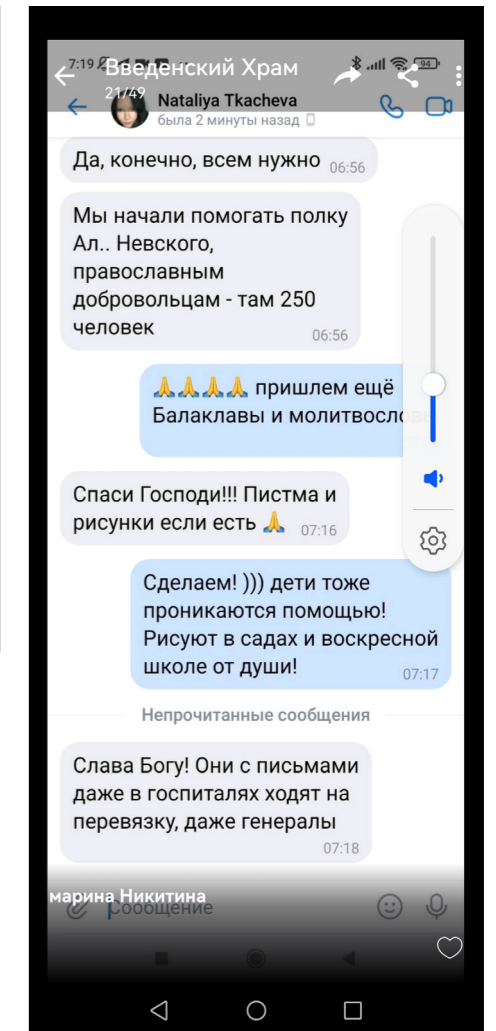 7:19
94
Введенский Храм
21/49
Nataliya Tkacheva
была 2 минуты назад
Да, конечно, всем нужно
06:56
Мы начали помогать полку
Ал.. Невского,
православным
добровольцам - там 250
человек
06:56
🙏🙏🙏🙏 пришлем ещё
Балаклавы и
Спаси Господи!!! Пистма и
рисунки если есть 🙏
07:16
Сделаем! ))) дети тоже
проникаются помощью!
Рисуют в садах и воскресной
школе от души!
07:17
Непрочитанные сообщения
Слава Богу! Они с письмами
даже в госпиталях ходят на
перевязку, даже генералы
07:18
марина Никитина
Сообщение